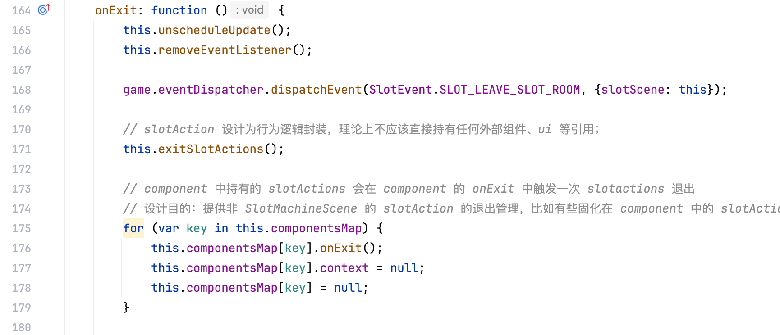 164 onExit: function () : void {
165 this.unscheduleUpdate();
166 this.removeEventListener();
167
168 game.eventDispatcher.dispatchEvent(SlotEvent.SLOT_LEAVE_SLOT_ROOM, {slotScene: this});
169
170 // slotAction 设计为行为逻辑封装，理论上不应该直接持有任何外部组件、ui 等引用；
171 this.exitSlotActions();
172
173 // component 中持有的 slotActions 会在 component 的 onExit 中触发一次 slotactions 退出
174 // 设计目的：提供非 SlotMachineScene 的 slotAction 的退出管理，比如有些固化在 component 中的 slotActio
175 for (var key in this.componentsMap) {
176 this.componentsMap[key].onExit();
177 this.componentsMap[key].context = null;
178 this.componentsMap[key] = null;
179 }
180